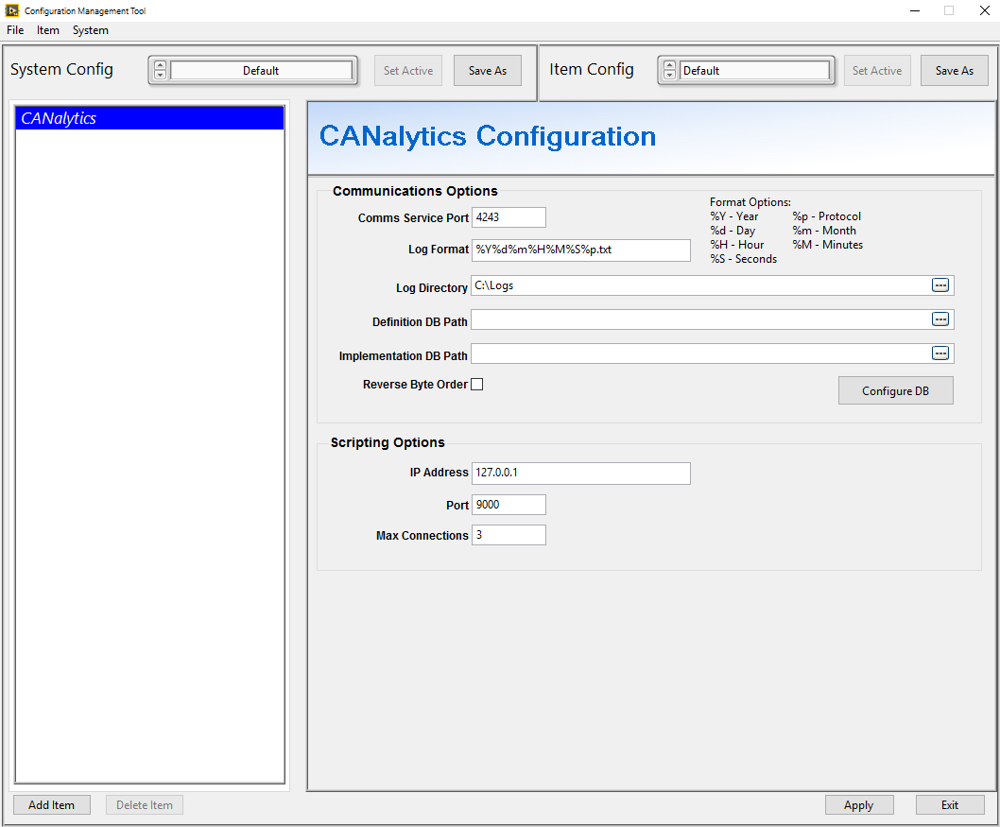 Configuration Management Tool
File Item System
System Config Default Set Active Save As Item Config Default Set Active Save As
CANalytics
CANalytics Configuration
Communications Options
Comms Service Port 4243
Log Format %Y%d%m%H%M%S%p.txt
Format Options:
%Y - Year %p - Protocol
%d - Day %m - Month
%H - Hour %M - Minutes
%S - Seconds
Log Directory C:\Logs
Definition DB Path
Implementation DB Path
Reverse Byte Order
Configure DB
Scripting Options
IP Address 127.0.0.1
Port 9000
Max Connections 3
Add Item Delete Item Apply Exit